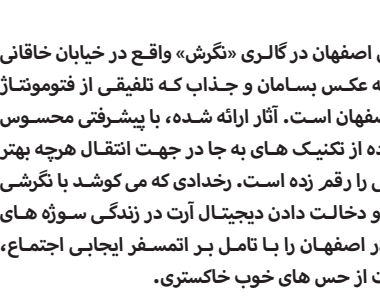 اصفهان در گالری «نگرش» واقع در خیابان خاقانی
عکس بسامان و جذاب که تلفیقی از فتومونتاژ
است. آثار ارائه شده، با پیشرفتی محسوس
از تکنیک های به جا در جهت انتقال هرچه بهتر
را رقم زده است. رخدادی که می کوشد با نگرشی
و دخالت دادن دیجیتال آرت در زندگی سوژه های
اصفهان را با تامل بر اتمسفر ایجابی اجتماع،
از حس های خوب خاکستری.